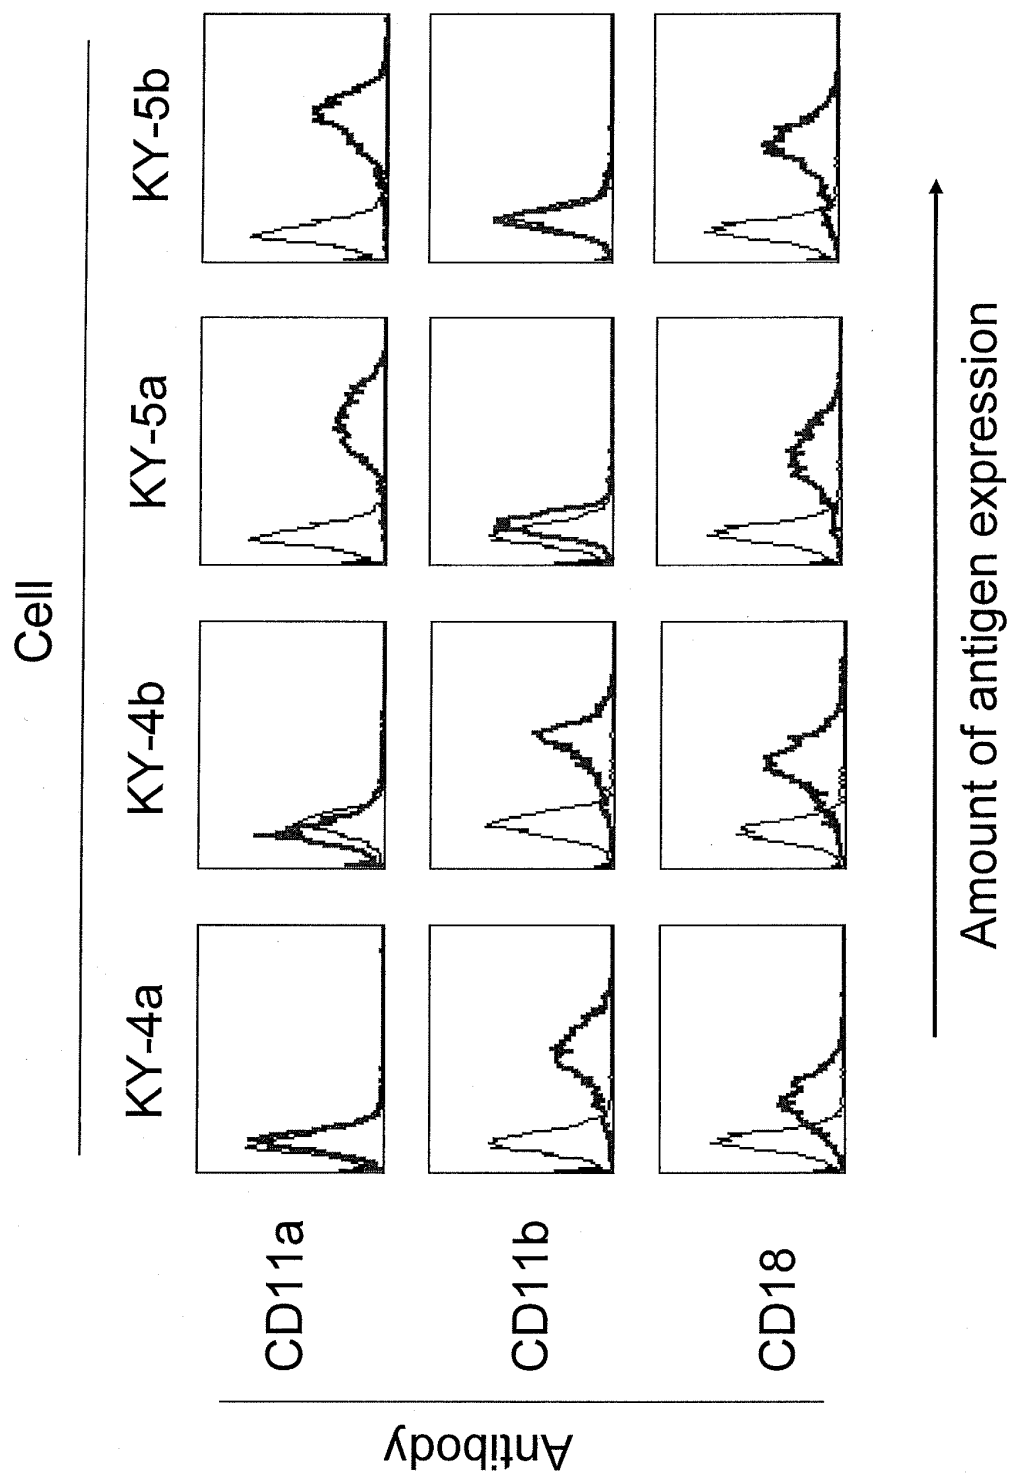 Cell
KY-4a KY-4b KY-5a KY-5b
Antibody
CD11a
CD11b
CD18
Amount of antigen expression